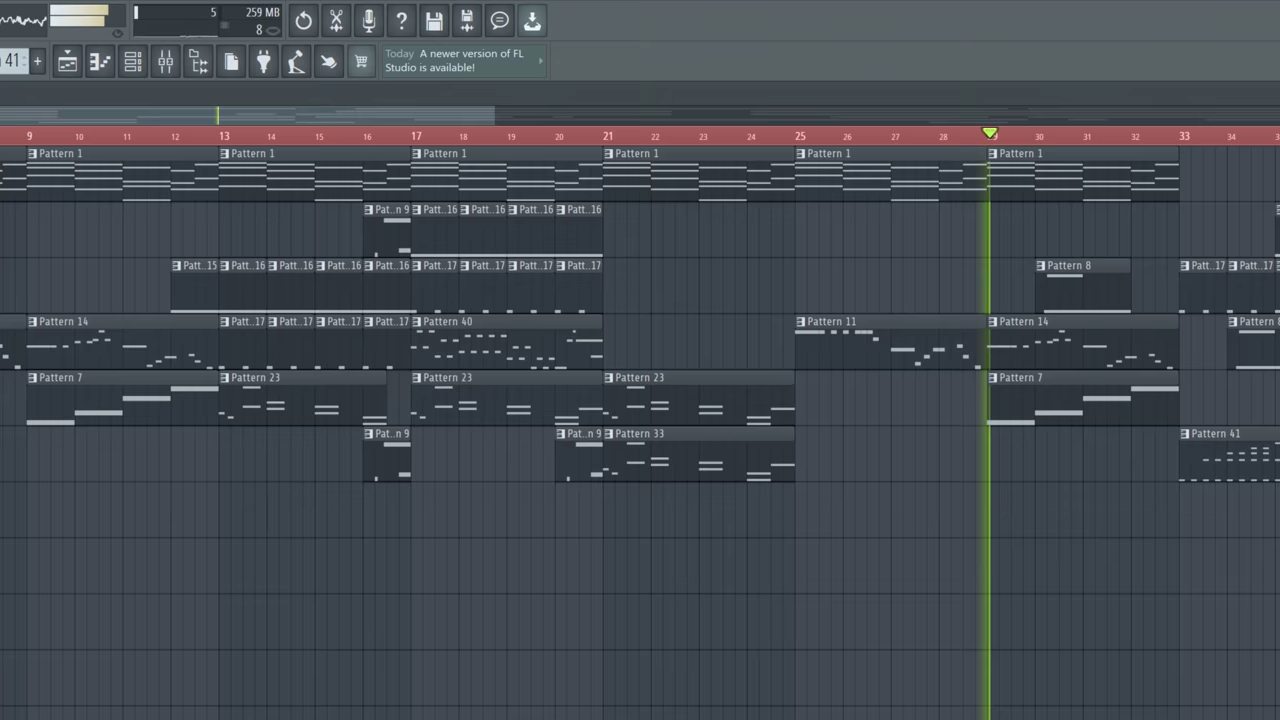 5 259 MB
8
41 +
Today A newer version of FL
Studio is available!
9 10 11 12 13 14 15 16 17 18 19 20 21 22 23 24 25 26 27 28 29 30 31 32 33 34
Pattern 1 Pattern 1 Pattern 1 Pattern 1 Pattern 1 Pattern 1
Pat..n 9 Patt..16 Patt..16 Patt..16 Patt..16
Patt..15 Patt..16 Patt..16 Patt..16 Patt..16 Patt..17 Patt..17 Patt..17 Patt..17 Pattern 8 Patt..17 Patt..17
Pattern 14 Patt..17 Patt..17 Patt..17 Patt..17 Pattern 40 Pattern 11 Pattern 14 Pattern
Pattern 7 Pattern 23 Pattern 23 Pattern 23 Pattern 7
Pat..n 9 Pat..n 9 Pattern 33 Pattern 41